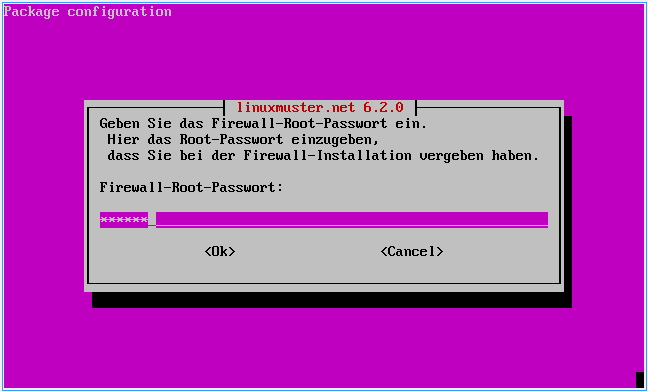 Package configuration
linuxmuster.net 6.2.0
Geben Sie das Firewall-Root-Passwort ein.
Hier das Root-Passwort einzugeben,
dass Sie bei der Firewall-Installation vergeben haben.
Firewall-Root-Passwort:
******
<Ok> <Cancel>